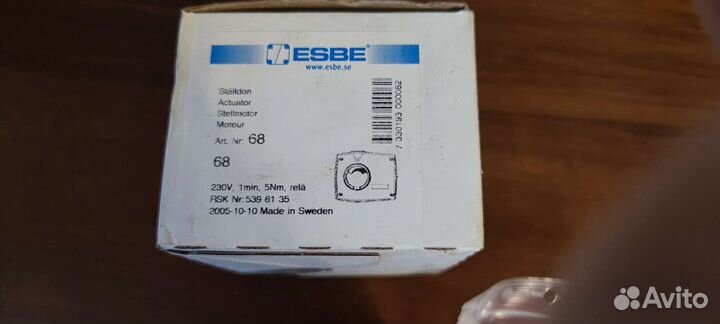 ESBE®
www.esbe.se
Ställdon
Actuator
Stellmotor
Moteur
Art. Nr: 68
68
7 330193 000062
230V, 1min, 5Nm, relä
RSK Nr: 539 61 35
2005-10-10 Made in Sweden
Avito